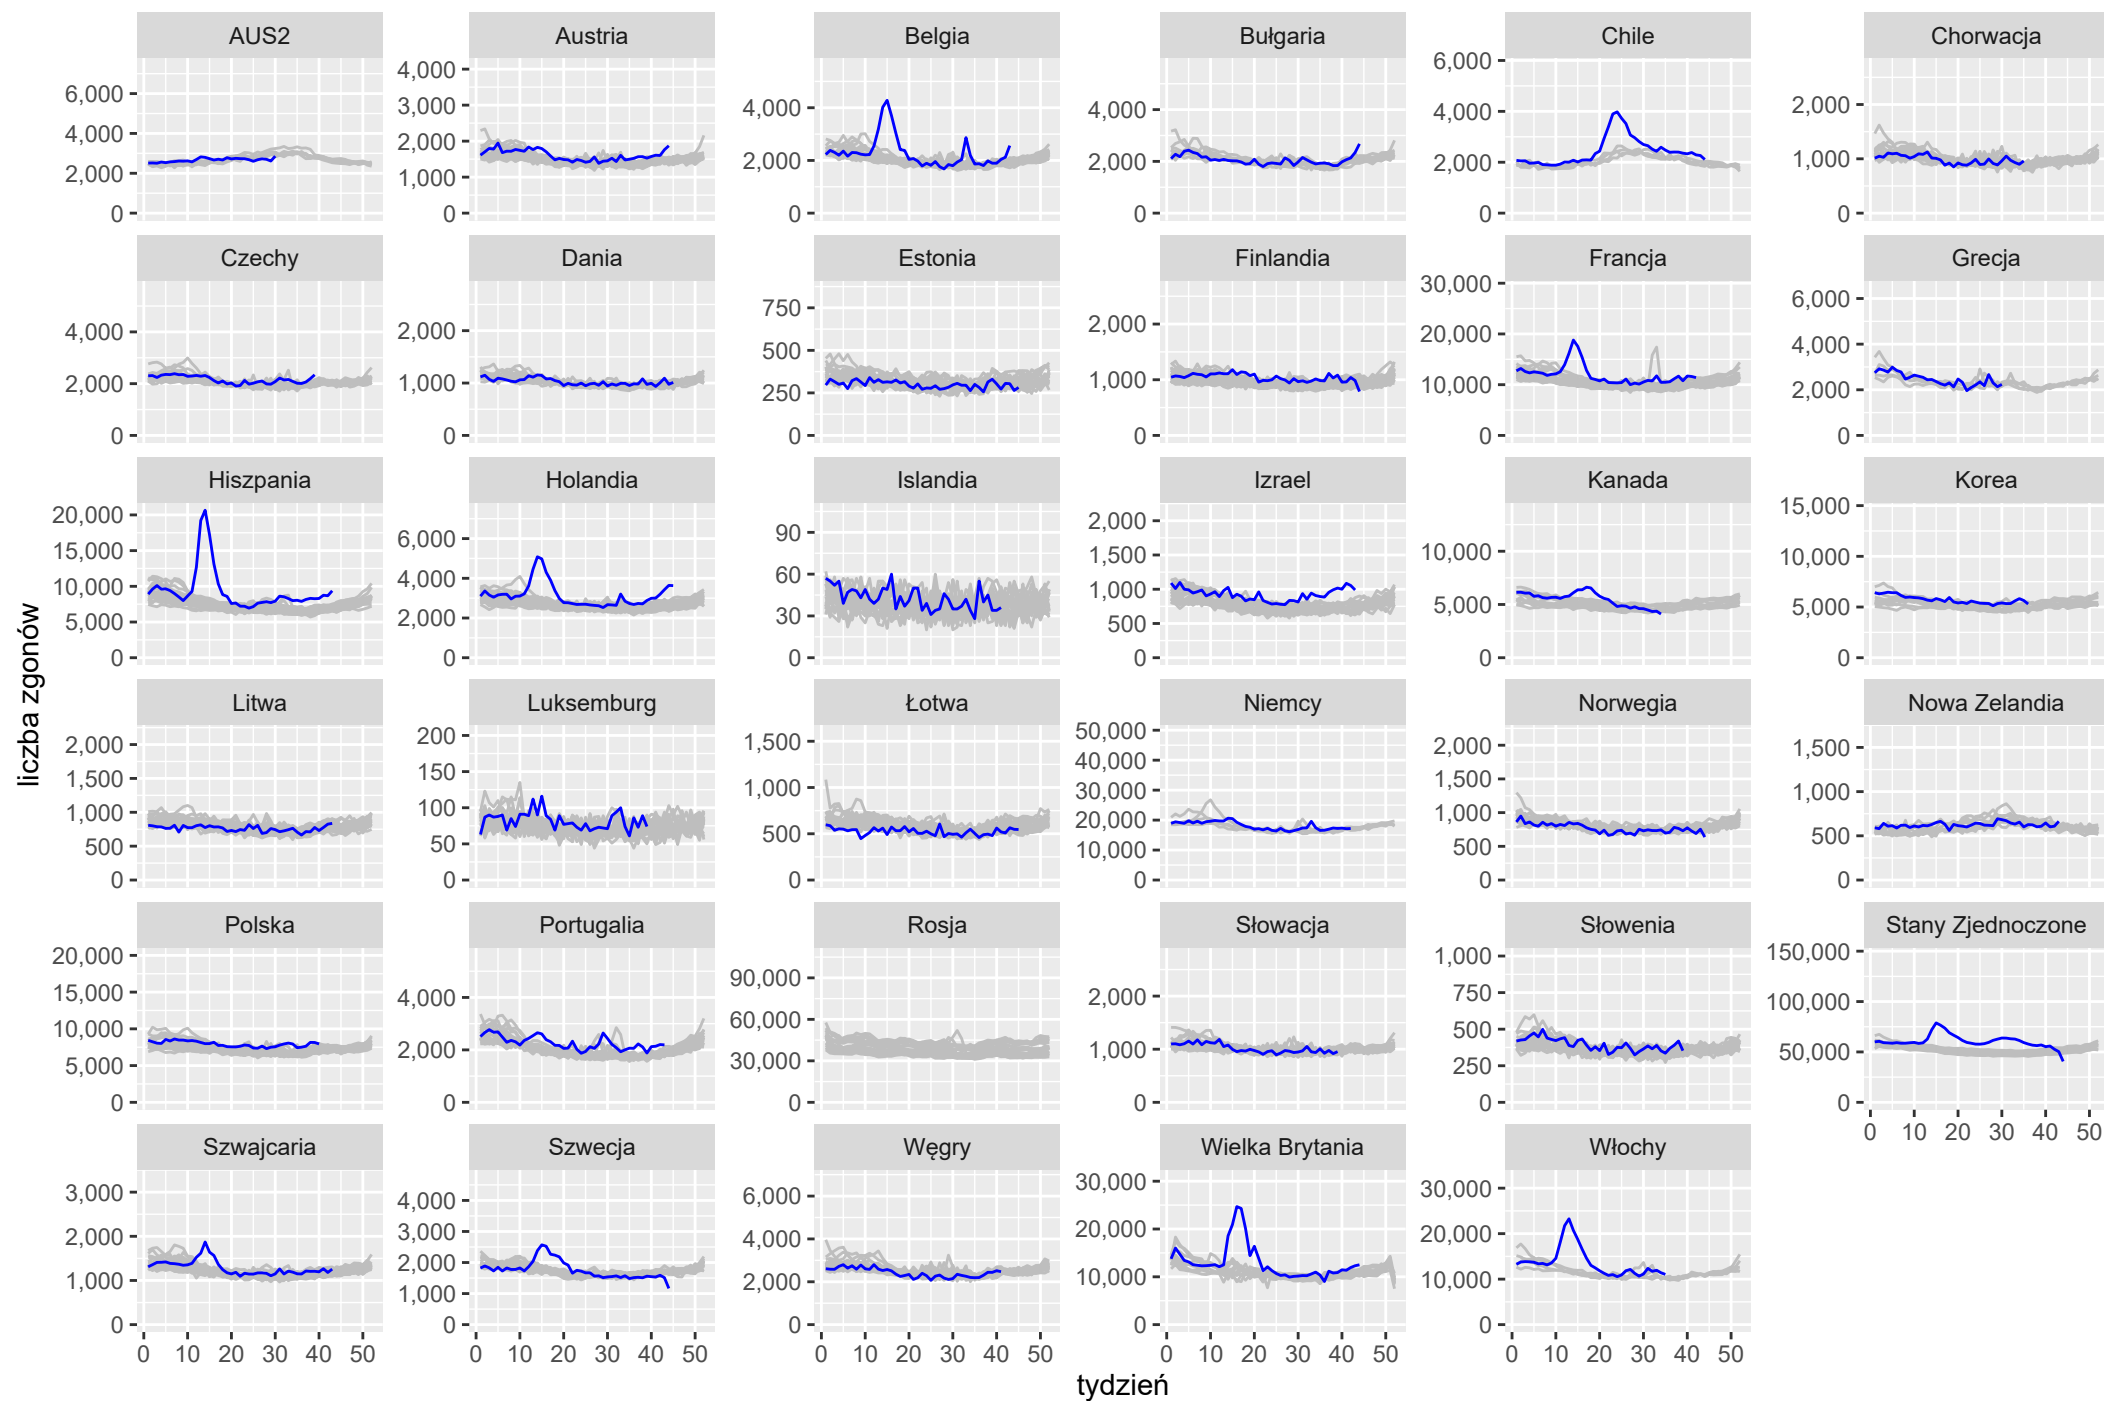 AUS2 Austria Belgia Bułgaria Chile Chorwacja
6,000 4,000 2,000 0
4,000 3,000 2,000 1,000 0
4,000 2,000 0
4,000 2,000 0
6,000 4,000 2,000 0
2,000 1,000 0
Czechy Dania Estonia Finlandia Francja Grecja
4,000 2,000 0
2,000 1,000 0
750 500 250 0
2,000 1,000 0
30,000 20,000 10,000 0
6,000 4,000 2,000 0
Hiszpania Holandia Islandia Izrael Kanada Korea
20,000 15,000 10,000 5,000 0
6,000 4,000 2,000 0
90 60 30 0
2,000 1,500 1,000 500 0
10,000 5,000 0
15,000 10,000 5,000 0
liczba zgonów
Litwa Luksemburg Łotwa Niemcy Norwegia Nowa Zelandia
2,000 1,500 1,000 500 0
200 150 100 50 0
1,500 1,000 500 0
50,000 40,000 30,000 20,000 10,000 0
2,000 1,500 1,000 500 0
1,500 1,000 500 0
Polska Portugalia Rosja Słowacja Słowenia Stany Zjednoczone
20,000 15,000 10,000 5,000 0
4,000 2,000 0
90,000 60,000 30,000 0
2,000 1,000 0
1,000 750 500 250 0
150,000 100,000 50,000 0
0 10 20 30 40 50
Szwajcaria Szwecja Węgry Wielka Brytania Włochy
3,000 2,000 1,000 0
4,000 3,000 2,000 1,000 0
6,000 4,000 2,000 0
30,000 20,000 10,000 0
30,000 20,000 10,000 0
0 10 20 30 40 50 0 10 20 30 40 50 0 10 20 30 40 50 0 10 20 30 40 50 0 10 20 30 40 50
tydzień